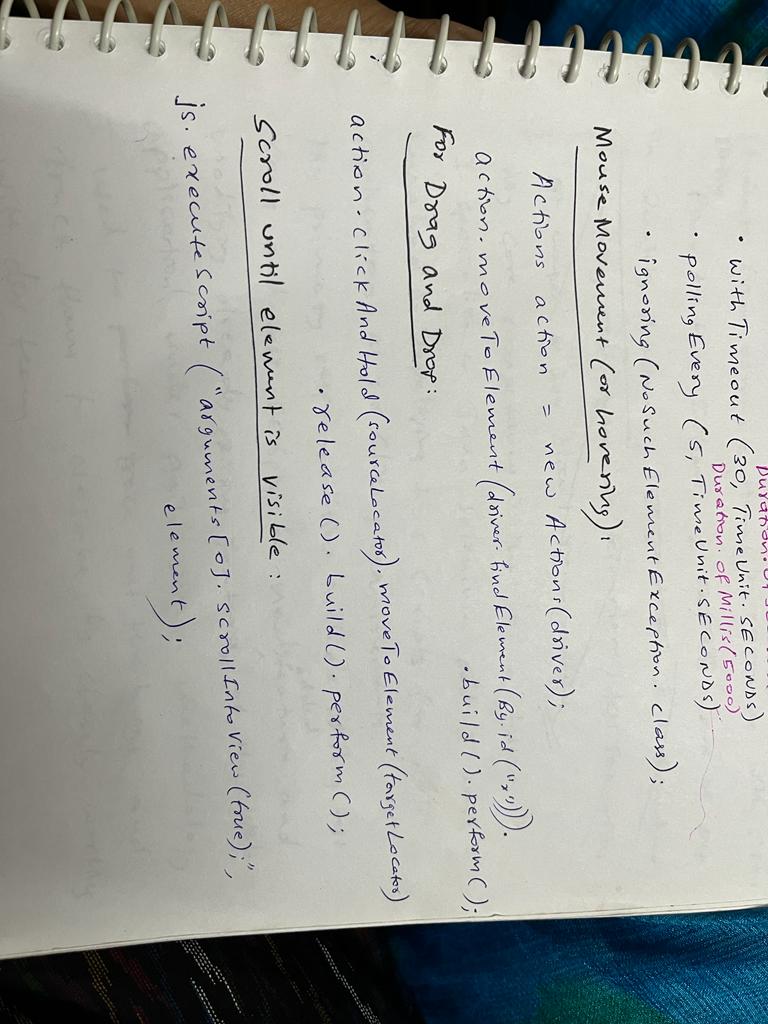 • withTimeout (30, TimeUnit. SECONDS)
Duration. of Millis(5000)
• pollingEvery (5, TimeUnit.SECONDS)
• ignoring (NoSuchElementException. class);
Mouse Movement (or hovering):
Actions action = new Actions(driver);
action. moveToElement (driver. findElement (By. id ("x"))).
.build(). perform();
For Drag and Drop:
action. clickAndHold (sourceLocator). moveToElement (targetLocator)
. release (). build(). perform();
Scroll until element is visible:
js. executeScript ("arguments[0]. scrollIntoView (true);",
element);